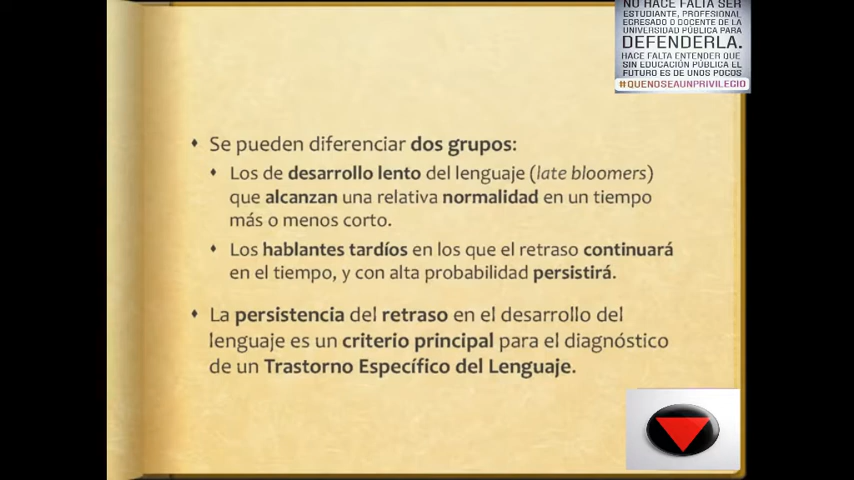 NO HACE FALTA SER
ESTUDIANTE, PROFESIONAL
EGRESADO O DOCENTE DE LA
UNIVERSIDAD PÚBLICA PARA
DEFENDERLA.
HACE FALTA ENTENDER QUE
SIN EDUCACIÓN PÚBLICA EL
FUTURO ES DE UNOS POCOS
#QUENOSEAUNPRIVILEGIO
Se pueden diferenciar dos grupos:
Los de desarrollo lento del lenguaje (late bloomers)
que alcanzan una relativa normalidad en un tiempo
más o menos corto.
Los hablantes tardíos en los que el retraso continuará
en el tiempo, y con alta probabilidad persistirá.
La persistencia del retraso en el desarrollo del
lenguaje es un criterio principal para el diagnóstico
de un Trastorno Específico del Lenguaje.